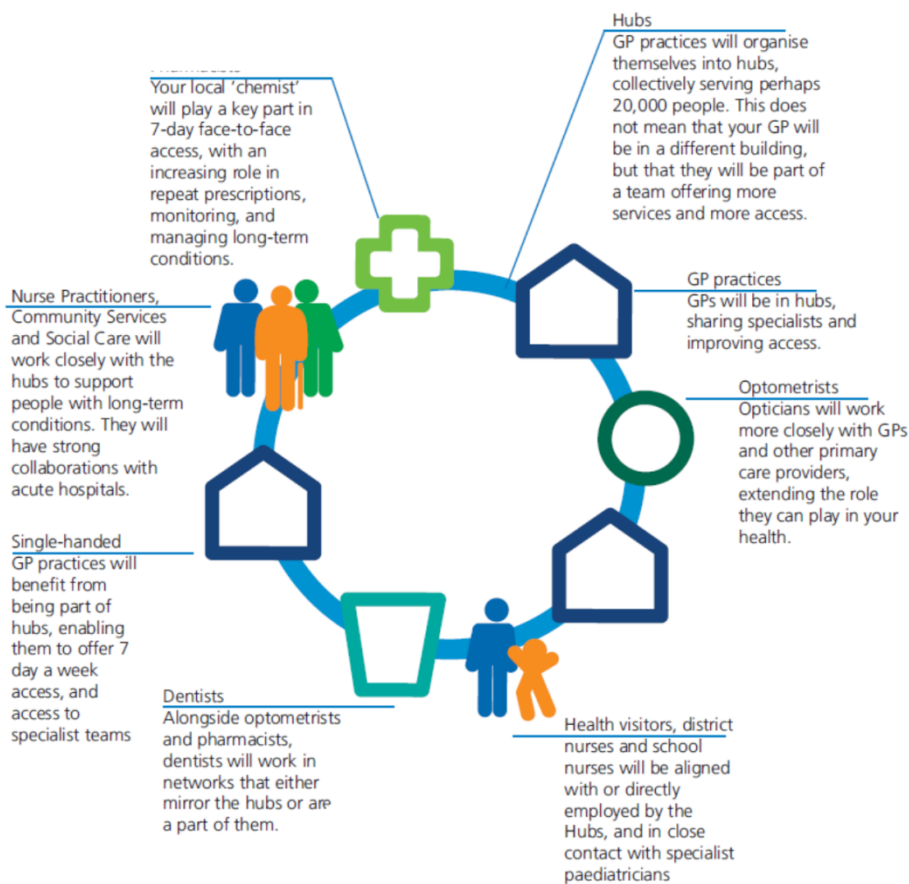 Hubs
GP practices will organise
themselves into hubs,
collectively serving perhaps
20,000 people. This does
not mean that your GP will
be in a different building,
but that they will be part of
a team offering more
services and more access.
Your local ‘chemist’
will play a key part in
7-day face-to-face
access, with an
increasing role in
repeat prescriptions,
monitoring, and
managing long-term
conditions.
GP practices
GPs will be in hubs,
sharing specialists and
improving access.
Nurse Practitioners,
Community Services
and Social Care will
work closely with the
hubs to support
people with long-term
conditions. They will
have strong
collaborations with
acute hospitals.
Optometrists
Opticians will work
more closely with GPs
and other primary
care providers,
extending the role
they can play in your
health.
Single-handed
GP practices will
benefit from
being part of
hubs, enabling
them to offer 7
day a week
access, and
access to
specialist teams
Dentists
Alongside optometrists
and pharmacists,
dentists will work in
networks that either
mirror the hubs or are
a part of them.
Health visitors, district
nurses and school
nurses will be aligned
with or directly
employed by the
Hubs, and in close
contact with specialist
paediatricians